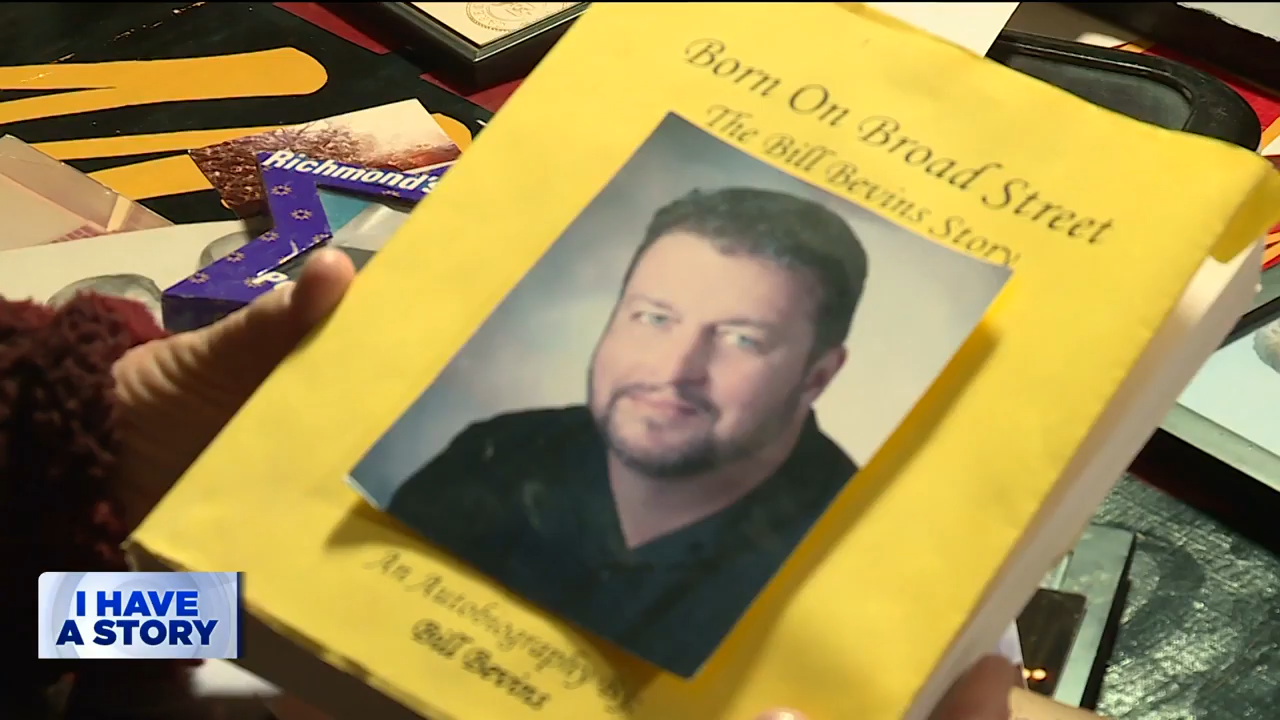 Born On Broad Street
The Bill Bevins Story
Richmond's
An Autobiography By
Bill Bevins
I HAVE
A STORY